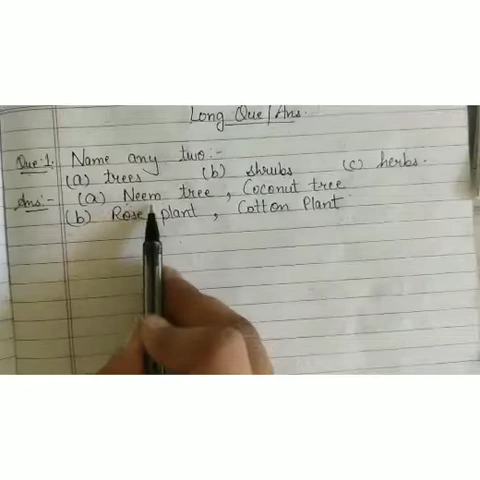 Long Que/Ans.
Que:1. Name any two:-
(a) trees (b) shrubs (c) herbs.
Ans:- (a) Neem tree, Coconut tree
(b) Rose plant, Cotton Plant